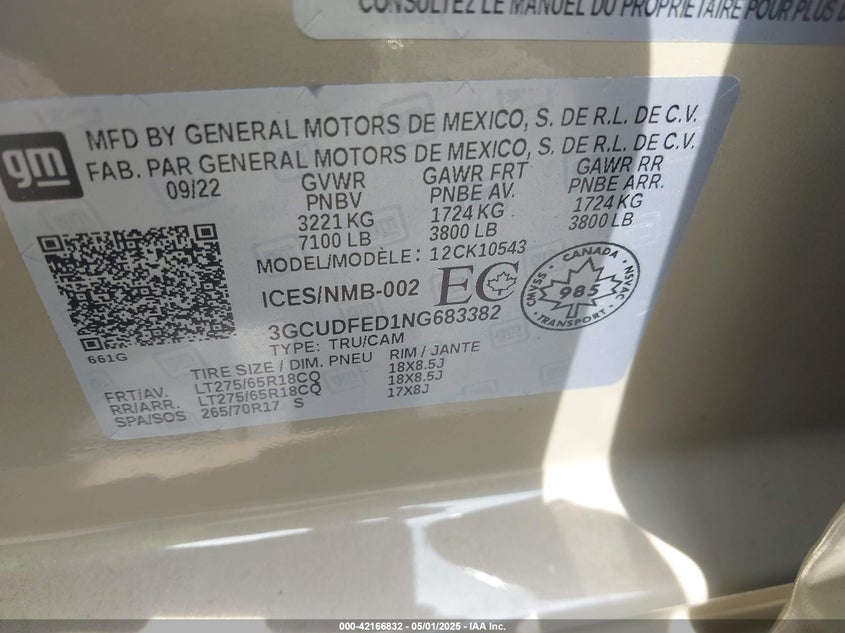 CONSULTEZ LE MANUEL DU PROPRIÉTAIRE POUR PLUS D
gm
MFD BY GENERAL MOTORS DE MEXICO, S. DE R.L. DE C.V.
FAB. PAR GENERAL MOTORS DE MEXICO, S. DE R.L. DE C.V.
09/22 GVWR GAWR FRT GAWR RR
PNBV PNBE AV. PNBE ARR.
3221 KG 1724 KG 1724 KG
7100 LB 3800 LB 3800 LB
MODEL/MODÈLE: 12CK10543
ICES/NMB-002 EC
CANADA
SSVAC NSVAC
985
TRANSPORT
3GCUDFED1NG683382
661G TYPE: TRU/CAM
TIRE SIZE / DIM. PNEU RIM / JANTE
FRT/AV. LT275/65R18CQ 18X8.5J
RR/ARR. LT275/65R18CQ 18X8.5J
SPA/SOS 265/70R17 S 17X8J
000-42166832 - 05/01/2025 - IAA Inc.